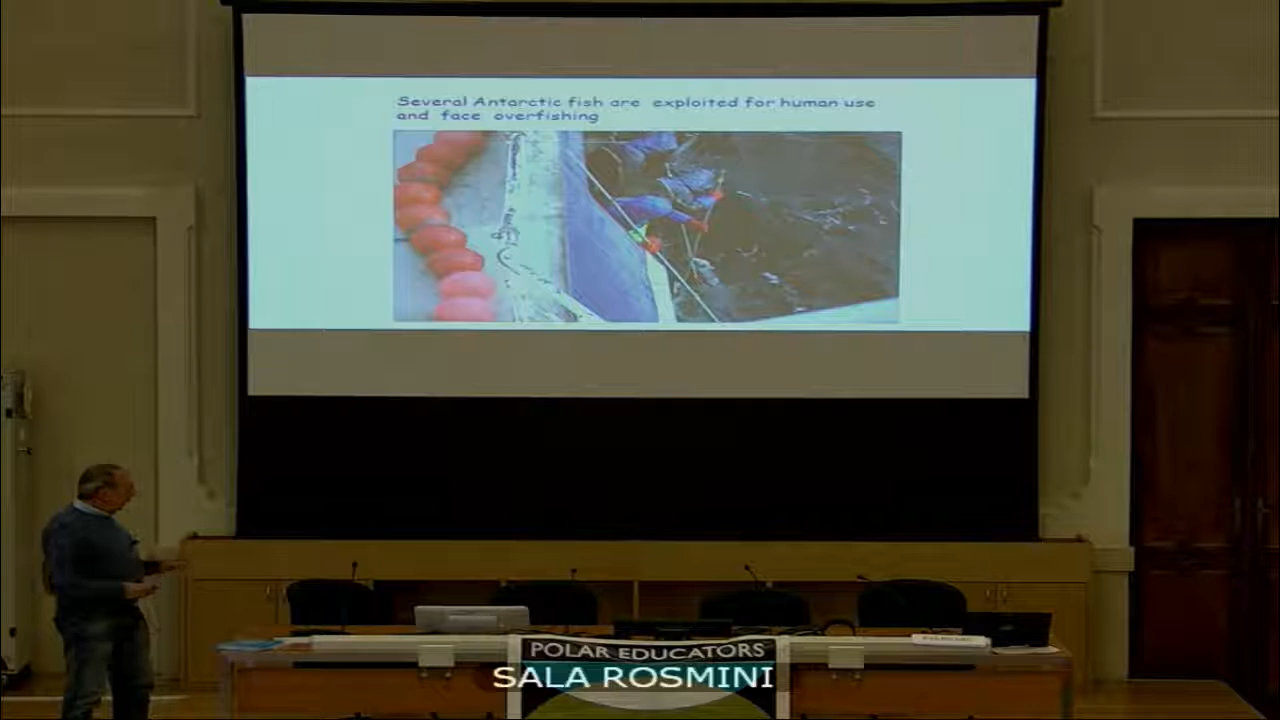 Several Antarctic fish are exploited for human use
and face overfishing
POLAR EDUCATORS
SALA ROSMINI